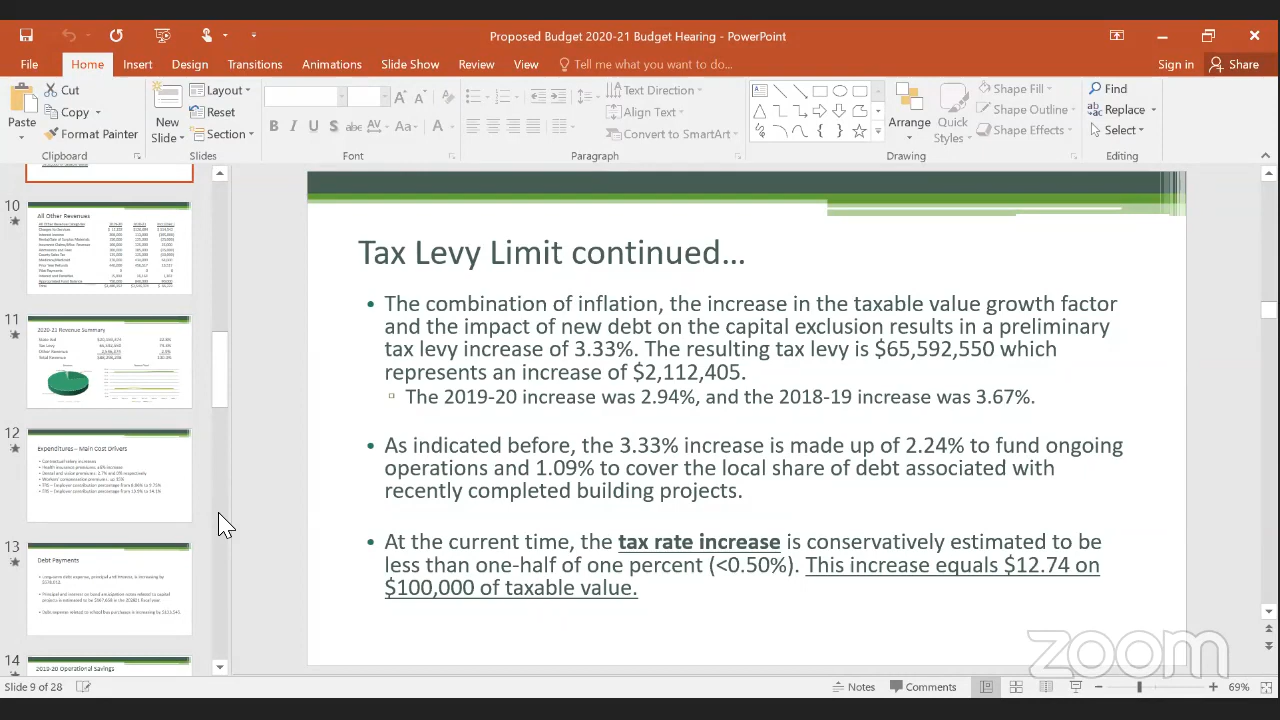 Proposed Budget 2020-21 Budget Hearing - PowerPoint
File Home Insert Design Transitions Animations Slide Show Review View Tell me what you want to do... Sign in Share
Paste
Cut
Copy
Format Painter
New Slide
Layout
Reset
Section
B I U S abc AV Aa A
Text Direction
Align Text
Convert to SmartArt
Arrange
Quick Styles
Shape Fill
Shape Outline
Shape Effects
Find
Replace
Select
Clipboard Slides Font Paragraph Drawing Editing
10
All Other Revenues
11
2020-21 Revenue Summary
12
Expenditures – Main Cost Drivers
13
Debt Payments
14
2019-20 Operational Savings
Tax Levy Limit continued...
• The combination of inflation, the increase in the taxable value growth factor
and the impact of new debt on the capital exclusion results in a preliminary
tax levy increase of 3.33%. The resulting tax levy is $65,592,550 which
represents an increase of $2,112,405.
▫ The 2019-20 increase was 2.94%, and the 2018-19 increase was 3.67%.
• As indicated before, the 3.33% increase is made up of 2.24% to fund ongoing
operations and 1.09% to cover the local share of debt associated with
recently completed building projects.
• At the current time, the tax rate increase is conservatively estimated to be
less than one-half of one percent (<0.50%). This increase equals $12.74 on
$100,000 of taxable value.
zoom
Slide 9 of 28 Notes Comments 69%